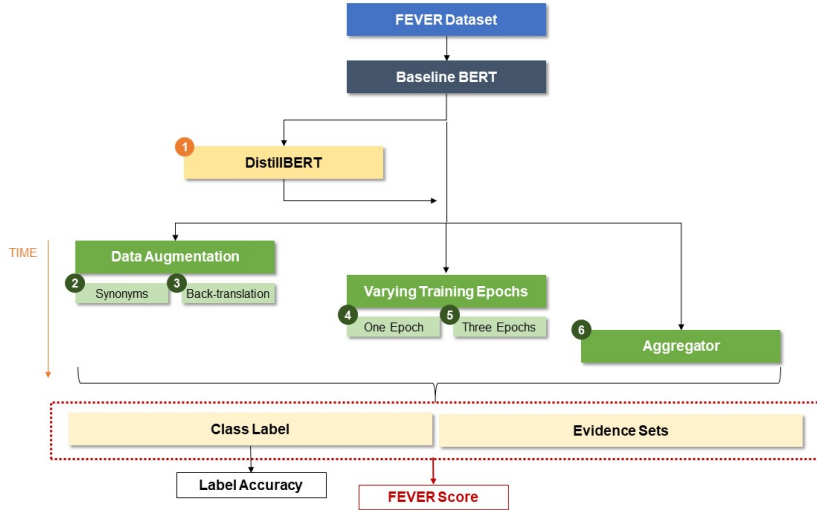 FEVER Dataset
Baseline BERT
1
DistillBERT
TIME
Data Augmentation
2
Synonyms
3
Back-translation
Varying Training Epochs
4
One Epoch
5
Three Epochs
6
Aggregator
Class Label
Evidence Sets
Label Accuracy
FEVER Score